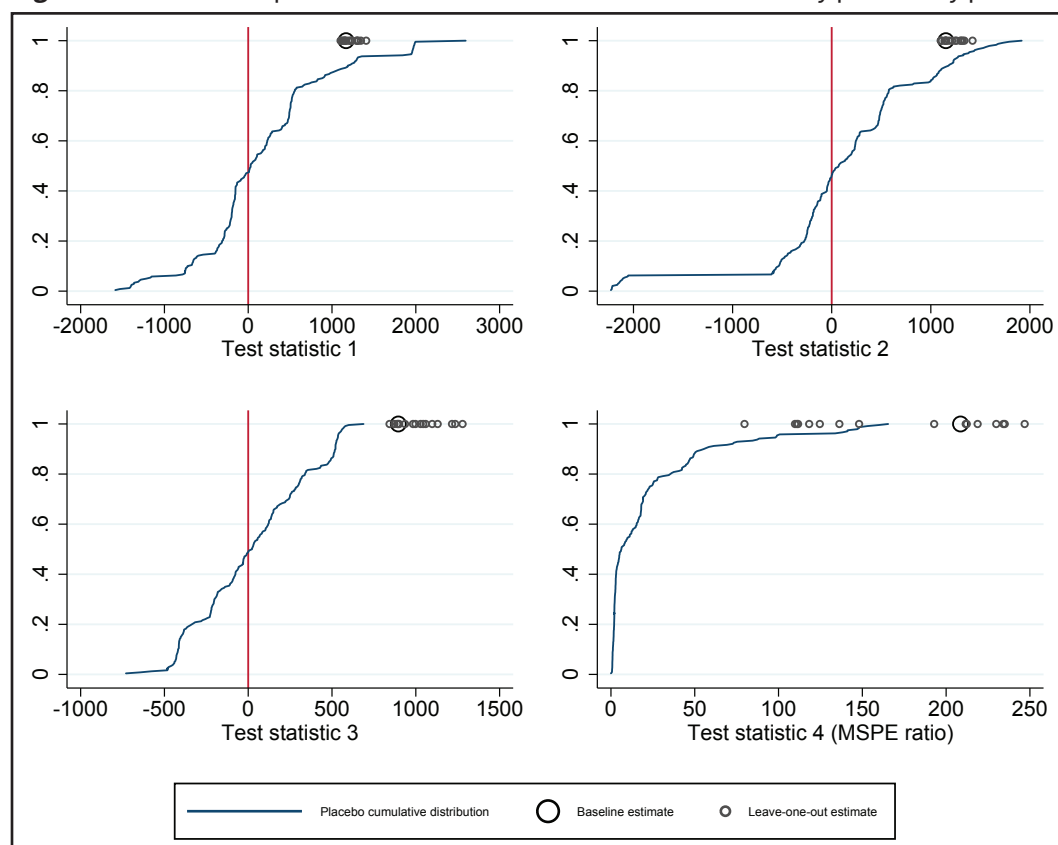 0 .2 .4 .6 .8 1
-2000 -1000 0 1000 2000 3000
Test statistic 1
0 .2 .4 .6 .8 1
-2000 -1000 0 1000 2000
Test statistic 2
0 .2 .4 .6 .8 1
-1000 -500 0 500 1000 1500
Test statistic 3
0 .2 .4 .6 .8 1
0 50 100 150 200 250
Test statistic 4 (MSPE ratio)
Placebo cumulative distribution Baseline estimate Leave-one-out estimate